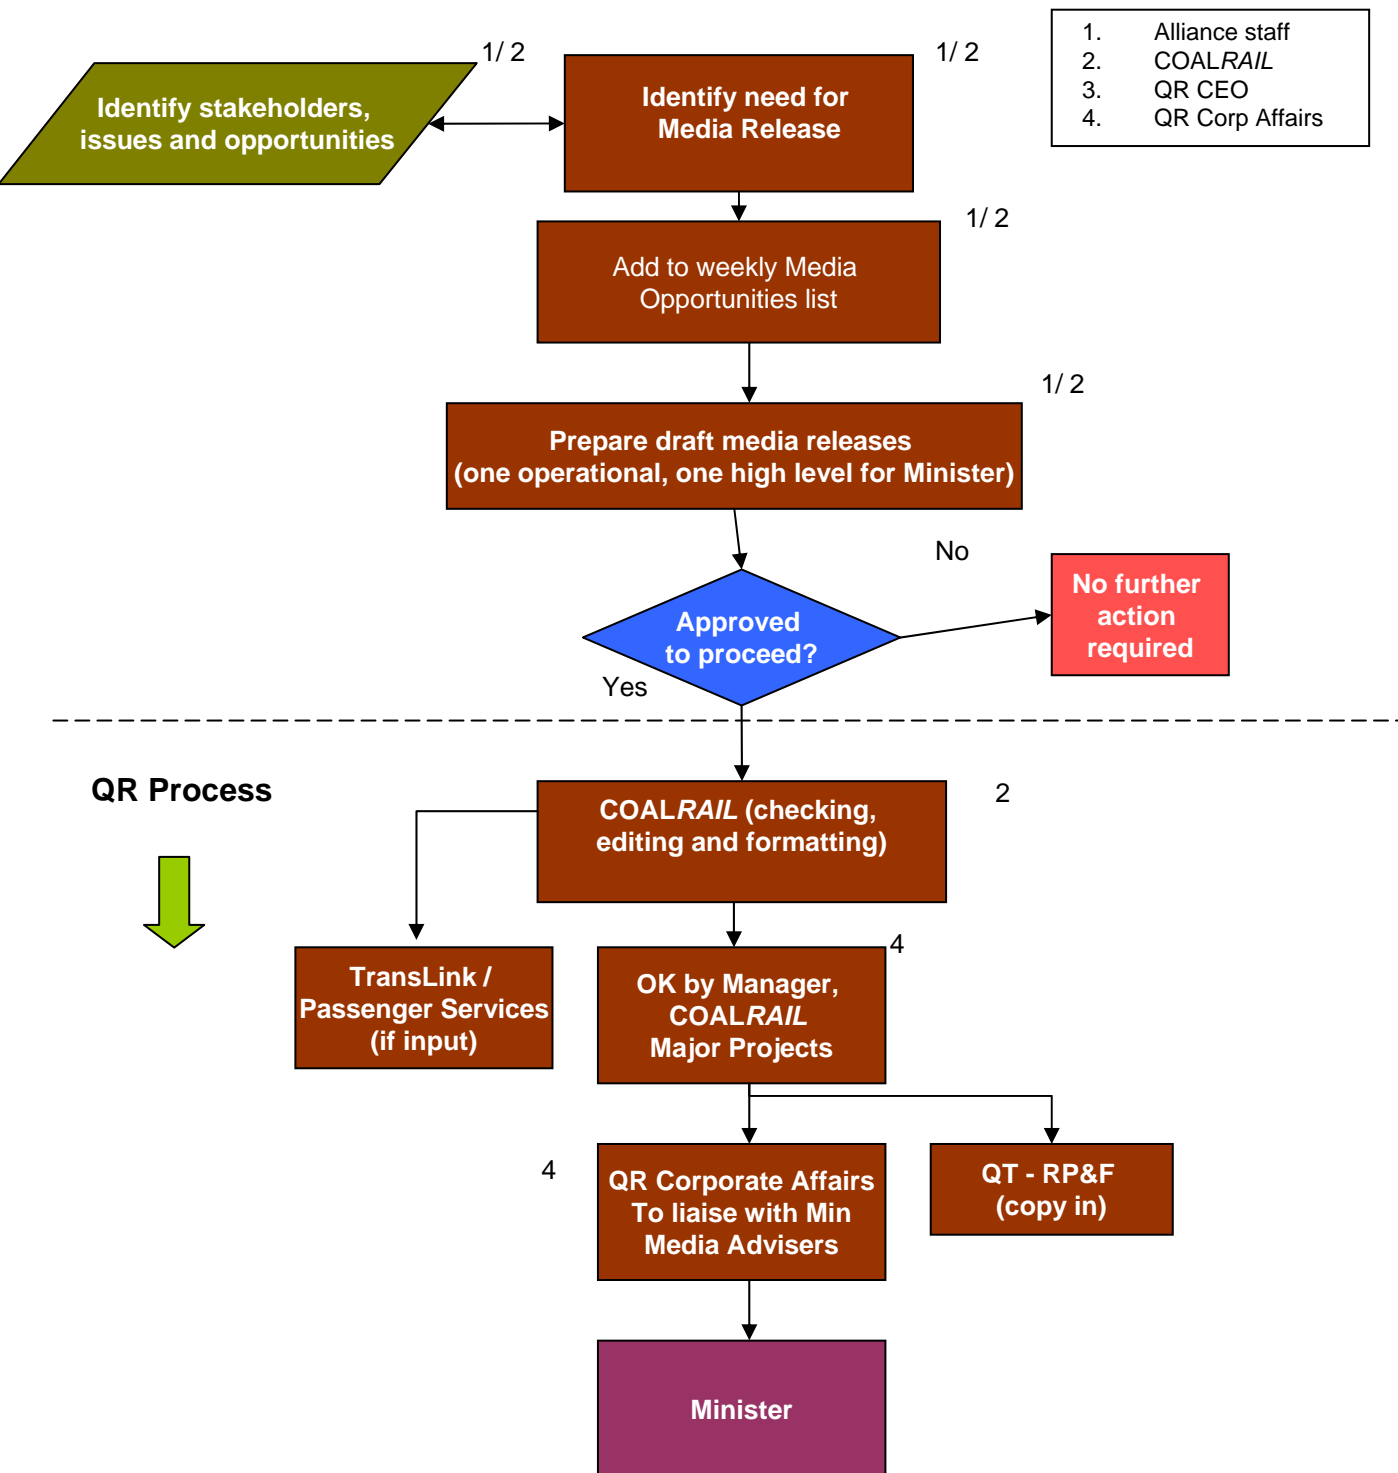 1/ 2
1/ 2
1. Alliance staff
2. COALRAIL
3. QR CEO
4. QR Corp Affairs
Identify stakeholders,
issues and opportunities
Identify need for
Media Release
1/ 2
Add to weekly Media
Opportunities list
1/ 2
Prepare draft media releases
(one operational, one high level for Minister)
No
No further
action
required
Approved
to proceed?
Yes
QR Process
2
COALRAIL (checking,
editing and formatting)
4
TransLink /
Passenger Services
(if input)
OK by Manager,
COALRAIL
Major Projects
4
QR Corporate Affairs
To liaise with Min
Media Advisers
QT - RP&F
(copy in)
Minister